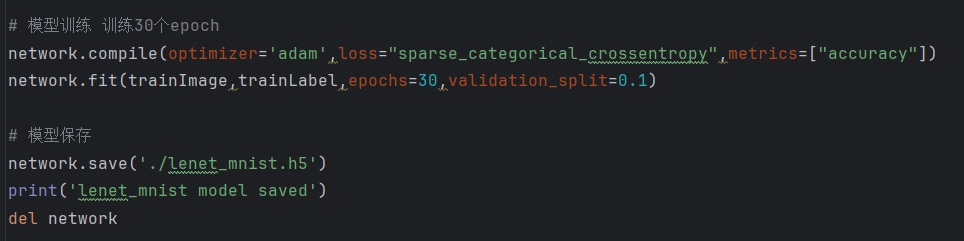 # 模型训练 训练30个epoch
network.compile(optimizer='adam',loss="sparse_categorical_crossentropy",metrics=["accuracy"])
network.fit(trainImage,trainLabel,epochs=30,validation_split=0.1)
# 模型保存
network.save('./lenet_mnist.h5')
print('lenet_mnist model saved')
del network